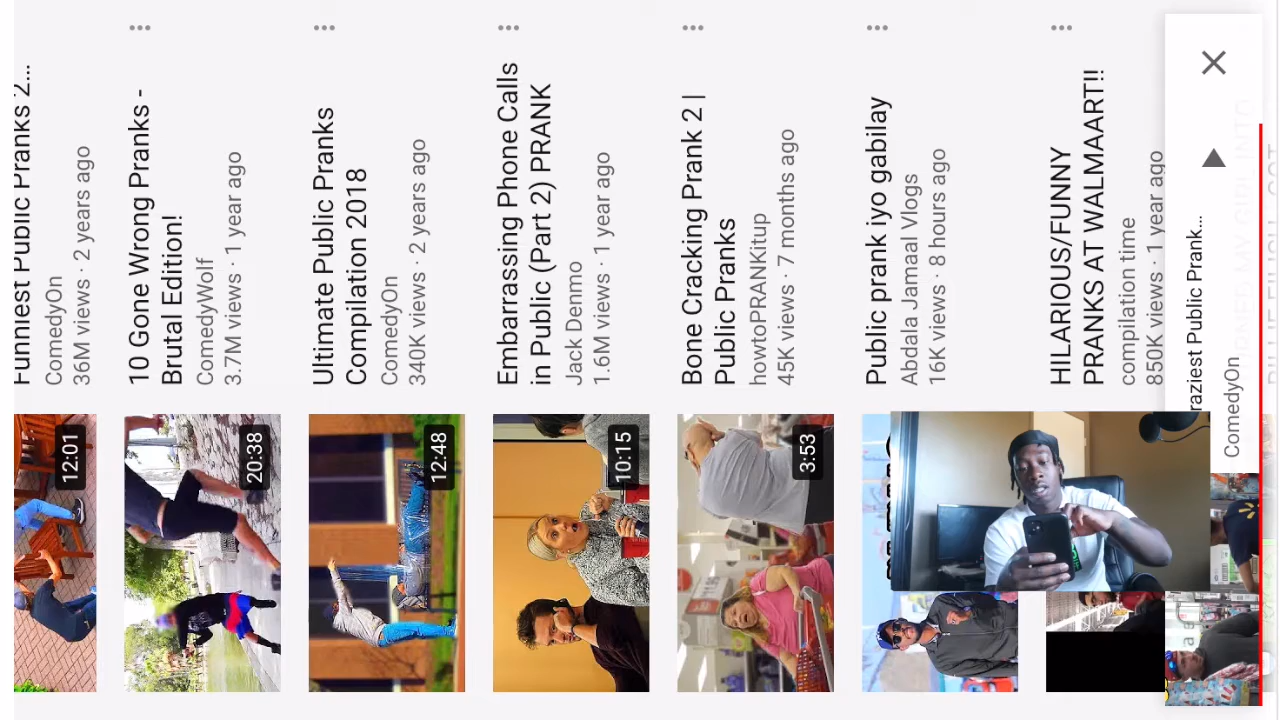 Funniest Public Pranks 2...
ComedyOn
36M views · 2 years ago
12:01
10 Gone Wrong Pranks -
Brutal Edition!
ComedyWolf
3.7M views · 1 year ago
20:38
Ultimate Public Pranks
Compilation 2018
ComedyOn
340K views · 2 years ago
12:48
Embarrassing Phone Calls
in Public (Part 2) PRANK
Jack Denmo
1.6M views · 1 year ago
10:15
Bone Cracking Prank 2 |
Public Pranks
howtoPRANKitup
45K views · 7 months ago
3:53
Public prank iyo gabilay
Abdala Jamaal Vlogs
16K views · 8 hours ago
HILARIOUS/FUNNY
PRANKS AT WALMAART!!
compilation time
850K views · 1 year ago
raziest Public Prank...
ComedyOn